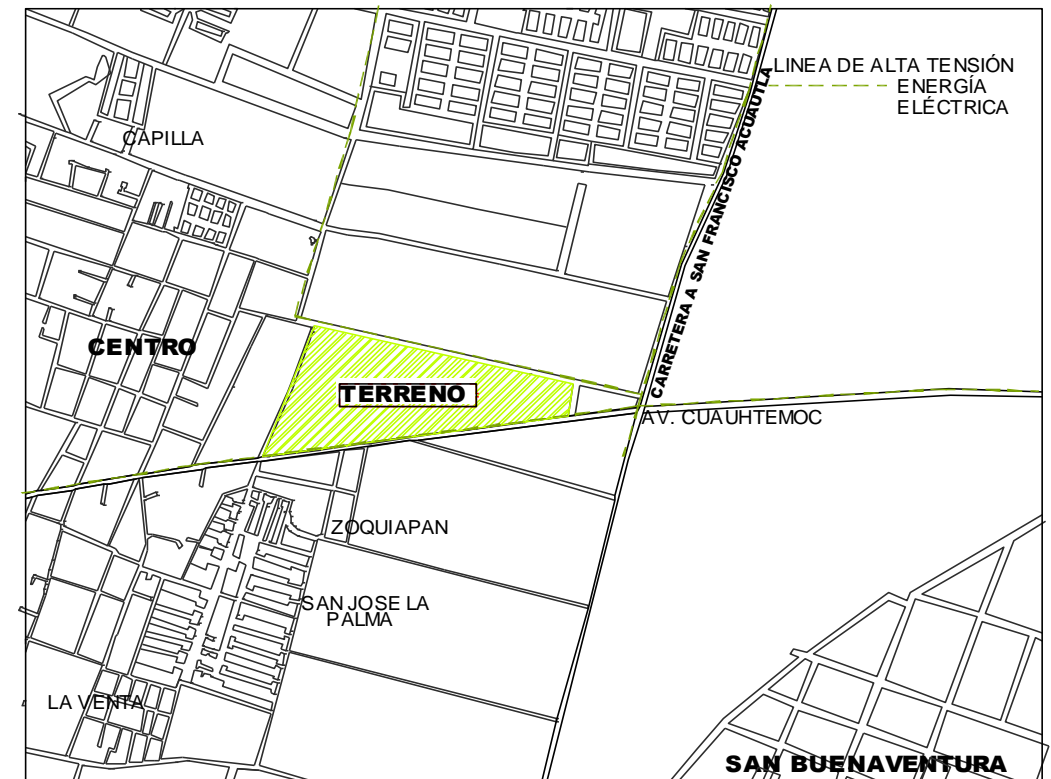 LINEA DE ALTA TENSIÓN
ENERGÍA
ELÉCTRICA
CAPILLA
CARRETERA A SAN FRANCISCO ACUAUTLA
CENTRO
TERRENO
AV. CUAUHTEMOC
ZOQUIAPAN
SAN JOSE LA
PALMA
LA VENTA
SAN BUENAVENTURA